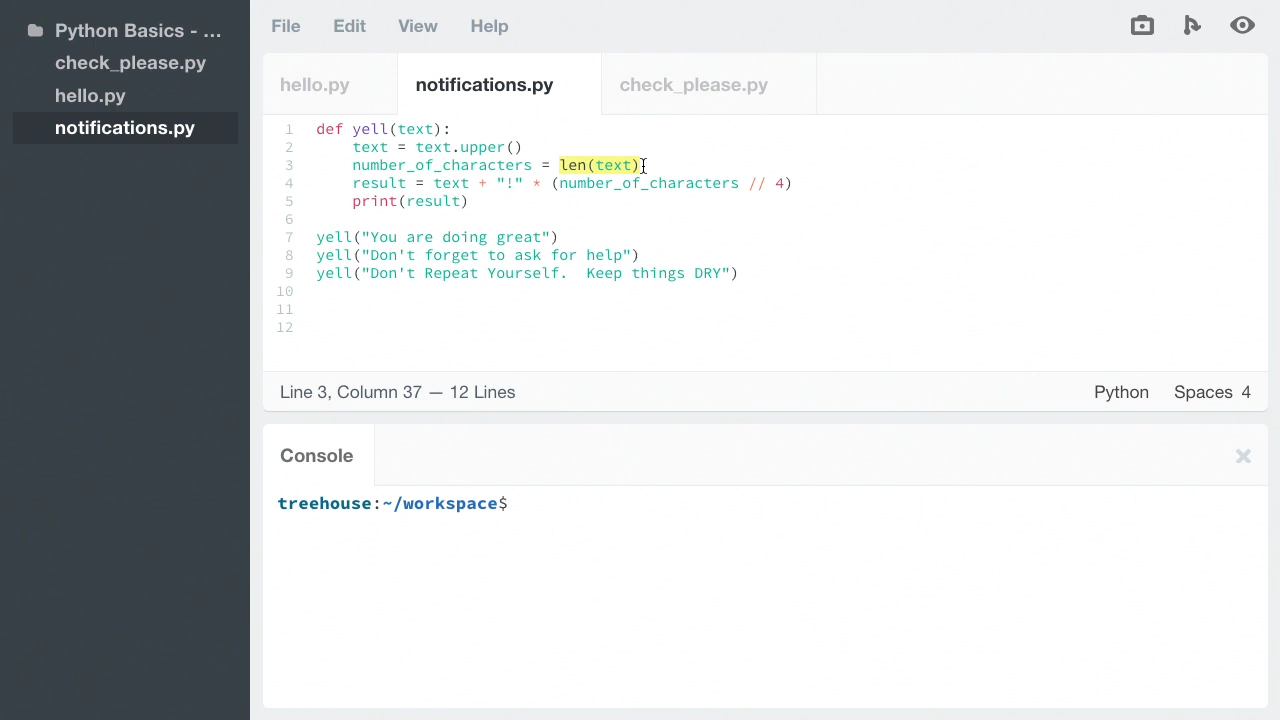 Python Basics - ...
check_please.py
hello.py
notifications.py
File Edit View Help
hello.py notifications.py check_please.py
1 def yell(text):
2     text = text.upper()
3     number_of_characters = len(text)
4     result = text + "!" * (number_of_characters // 4)
5     print(result)
6
7 yell("You are doing great")
8 yell("Don't forget to ask for help")
9 yell("Don't Repeat Yourself.  Keep things DRY")
10
11
12
Line 3, Column 37 — 12 Lines Python Spaces 4
Console
treehouse:~/workspace$